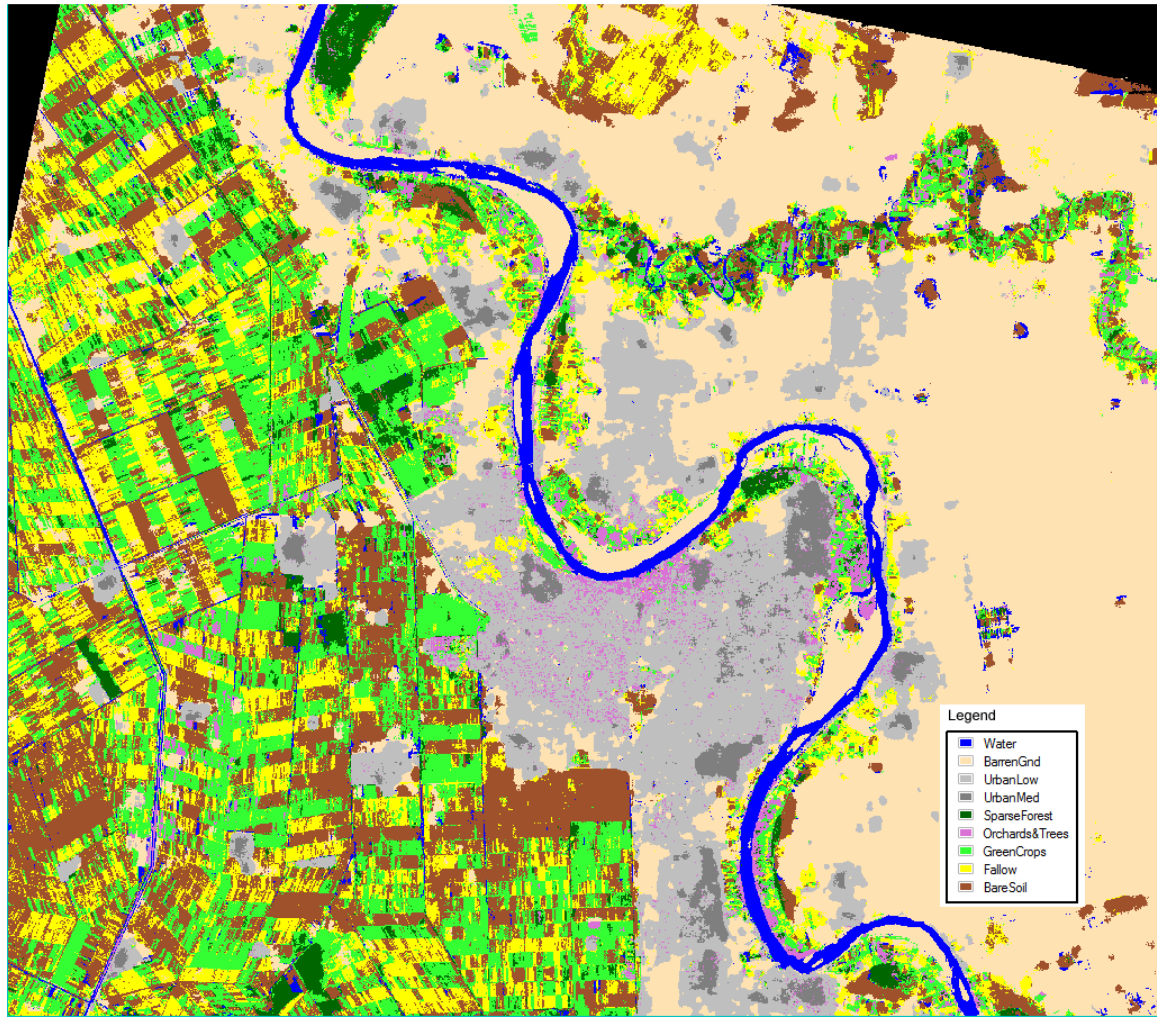 Legend
Water
BarrenGnd
UrbanLow
UrbanMed
SparseForest
Orchards&Trees
GreenCrops
Fallow
BareSoil